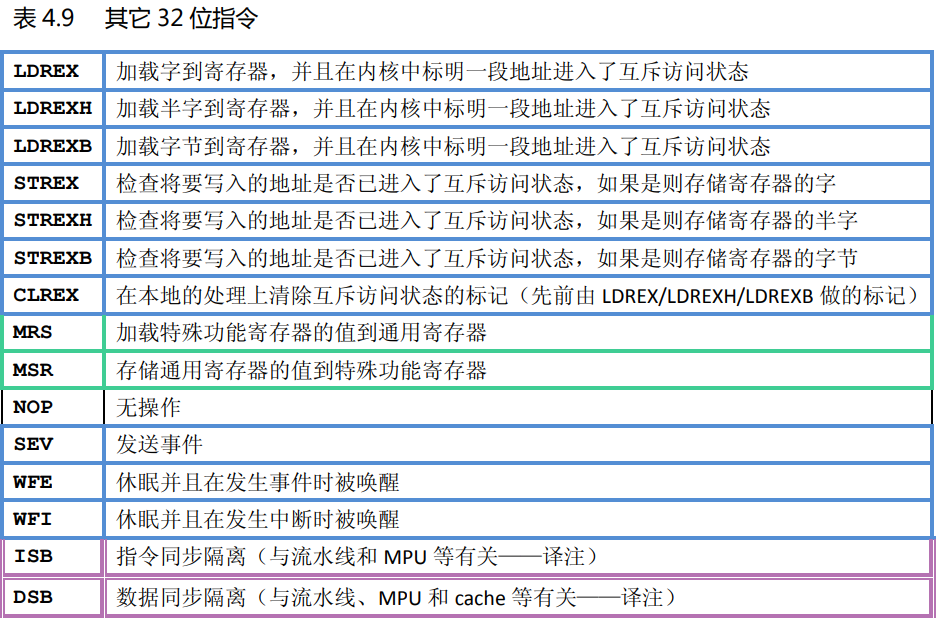 表 4.9 其它 32 位指令
LDREX 加载字到寄存器，并且在内核中标明一段地址进入了互斥访问状态
LDREXH 加载半字到寄存器，并且在内核中标明一段地址进入了互斥访问状态
LDREXB 加载字节到寄存器，并且在内核中标明一段地址进入了互斥访问状态
STREX 检查将要写入的地址是否已进入了互斥访问状态，如果是则存储寄存器的字
STREXH 检查将要写入的地址是否已进入了互斥访问状态，如果是则存储寄存器的半字
STREXB 检查将要写入的地址是否已进入了互斥访问状态，如果是则存储寄存器的字节
CLREX 在本地的处理上清除互斥访问状态的标记（先前由 LDREX/LDREXH/LDREXB 做的标记）
MRS 加载特殊功能寄存器的值到通用寄存器
MSR 存储通用寄存器的值到特殊功能寄存器
NOP 无操作
SEV 发送事件
WFE 休眠并且在发生事件时被唤醒
WFI 休眠并且在发生中断时被唤醒
ISB 指令同步隔离（与流水线和 MPU 等有关——译注）
DSB 数据同步隔离（与流水线、MPU 和 cache 等有关——译注）